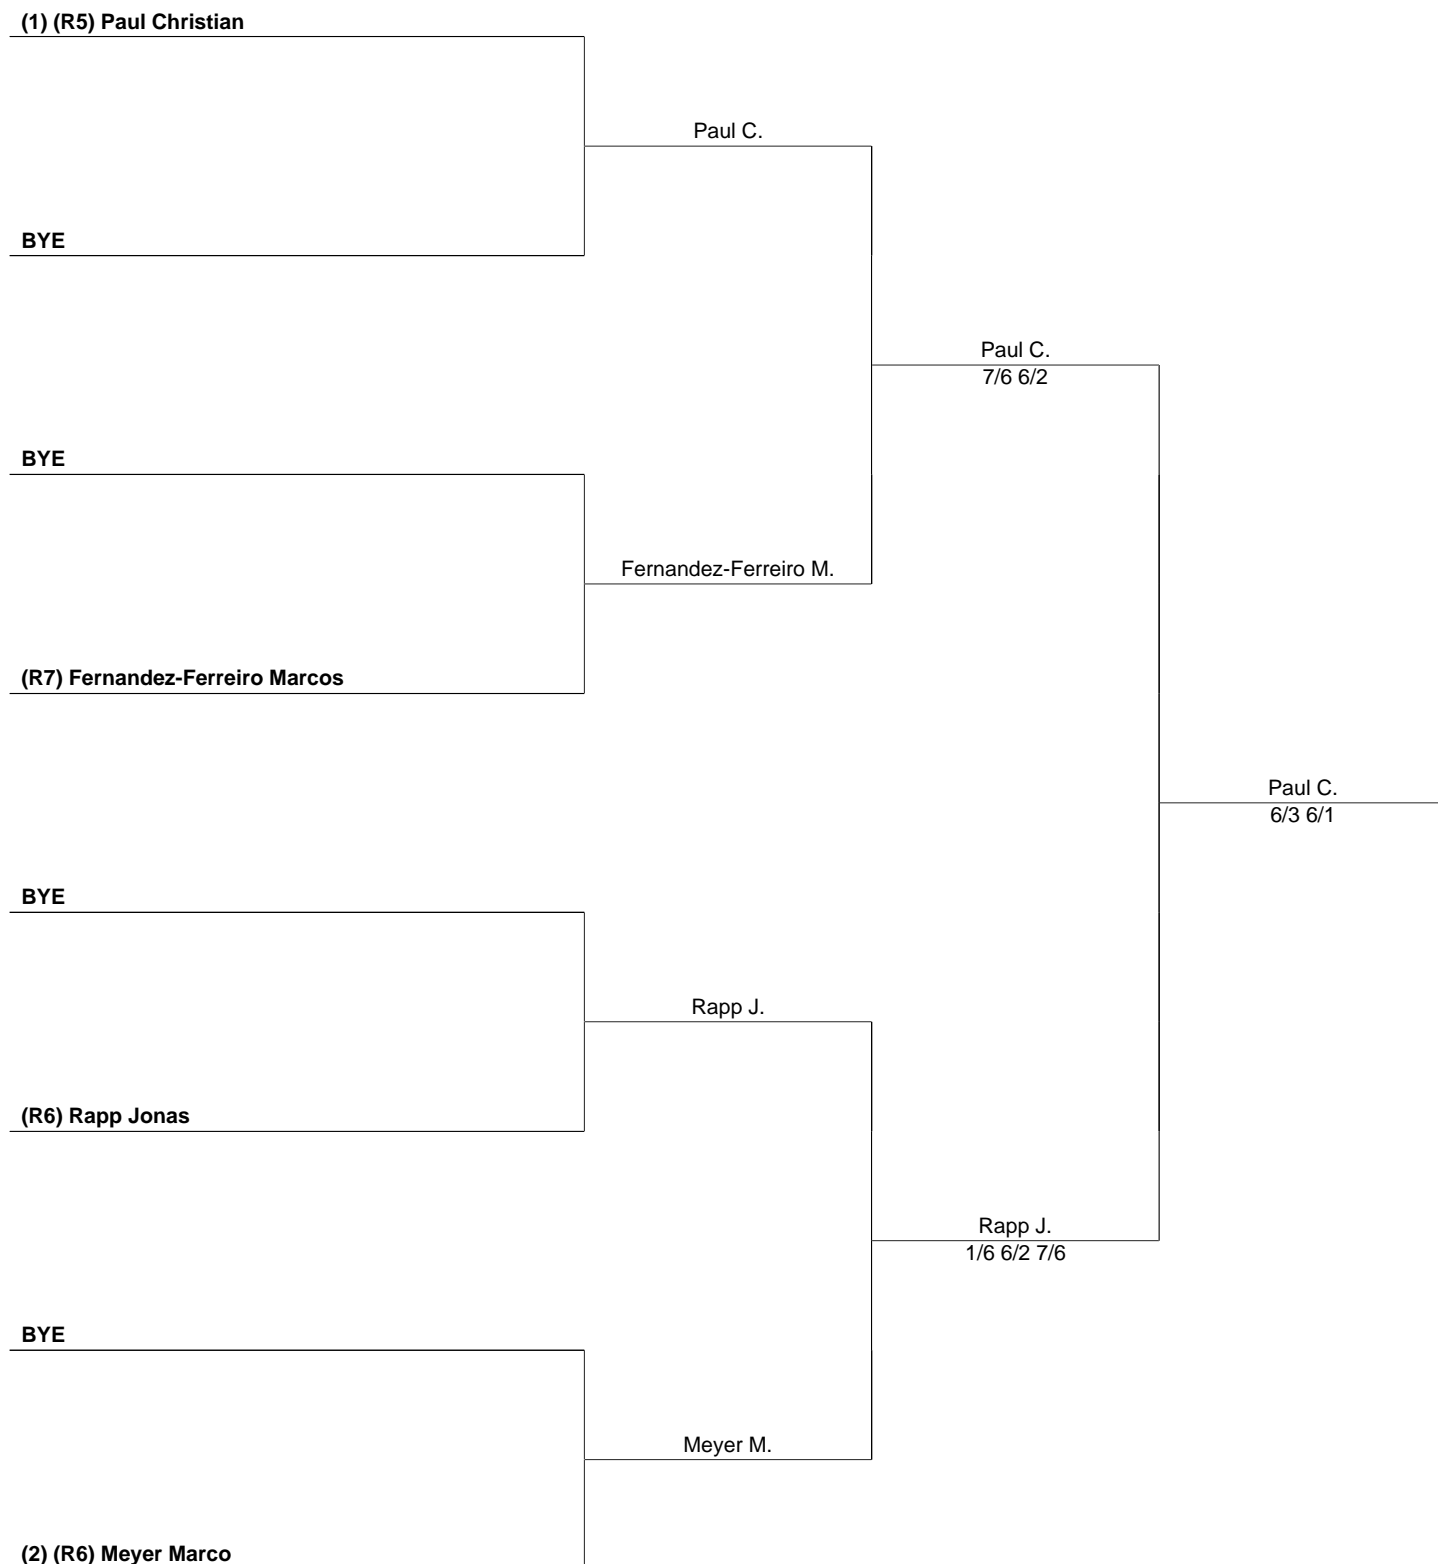 (1) (R5) Paul Christian
Paul C.
BYE
Paul C.
7/6 6/2
BYE
Fernandez-Ferreiro M.
(R7) Fernandez-Ferreiro Marcos
Paul C.
6/3 6/1
BYE
Rapp J.
(R6) Rapp Jonas
Rapp J.
1/6 6/2 7/6
BYE
Meyer M.
(2) (R6) Meyer Marco